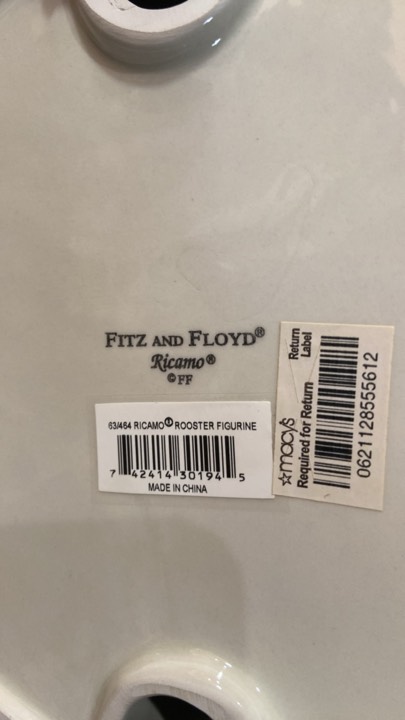 FITZ AND FLOYD®
Ricamo®
©FF
63/464 RICAMO® ROOSTER FIGURINE
7 42414 30194 5
MADE IN CHINA
☆macy's
Required for Return
Return
Label
0621128555612